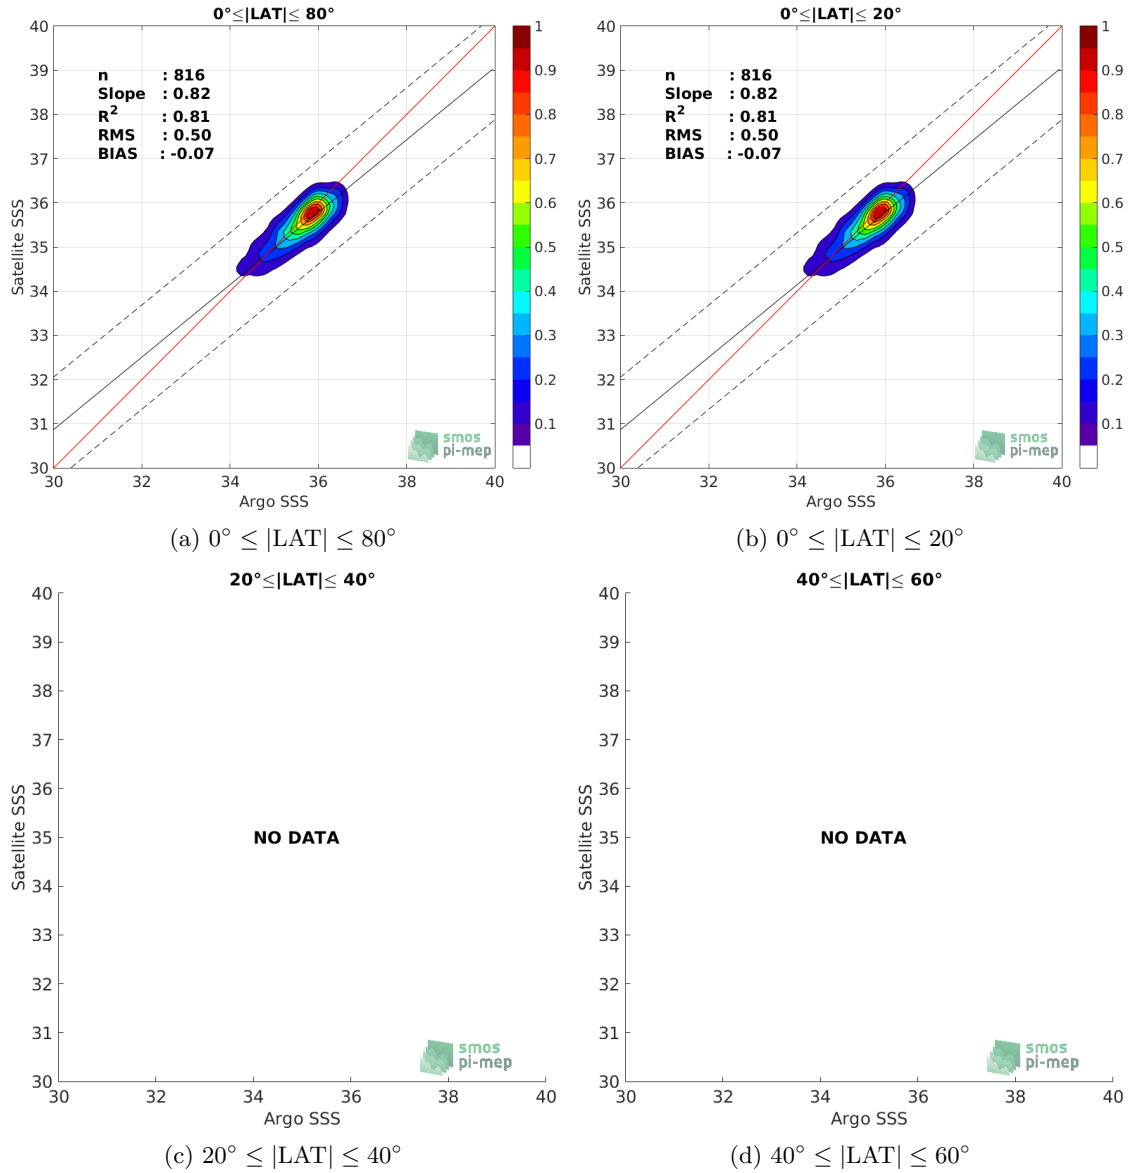 0°≤|LAT|≤ 80°
40
39
38
37
36
35
34
33
32
31
30
Satellite SSS
n : 816
Slope : 0.82
R² : 0.81
RMS : 0.50
BIAS : -0.07
smos
pi-mep
30 32 34 36 38 40
Argo SSS
1
0.9
0.8
0.7
0.6
0.5
0.4
0.3
0.2
0.1
(a) 0° ≤ |LAT| ≤ 80°
0°≤|LAT|≤ 20°
40
39
38
37
36
35
34
33
32
31
30
Satellite SSS
n : 816
Slope : 0.82
R² : 0.81
RMS : 0.50
BIAS : -0.07
smos
pi-mep
30 32 34 36 38 40
Argo SSS
1
0.9
0.8
0.7
0.6
0.5
0.4
0.3
0.2
0.1
(b) 0° ≤ |LAT| ≤ 20°
20°≤|LAT|≤ 40°
40
39
38
37
36
35
34
33
32
31
30
Satellite SSS
NO DATA
smos
pi-mep
30 32 34 36 38 40
Argo SSS
(c) 20° ≤ |LAT| ≤ 40°
40°≤|LAT|≤ 60°
40
39
38
37
36
35
34
33
32
31
30
Satellite SSS
NO DATA
smos
pi-mep
30 32 34 36 38 40
Argo SSS
(d) 40° ≤ |LAT| ≤ 60°